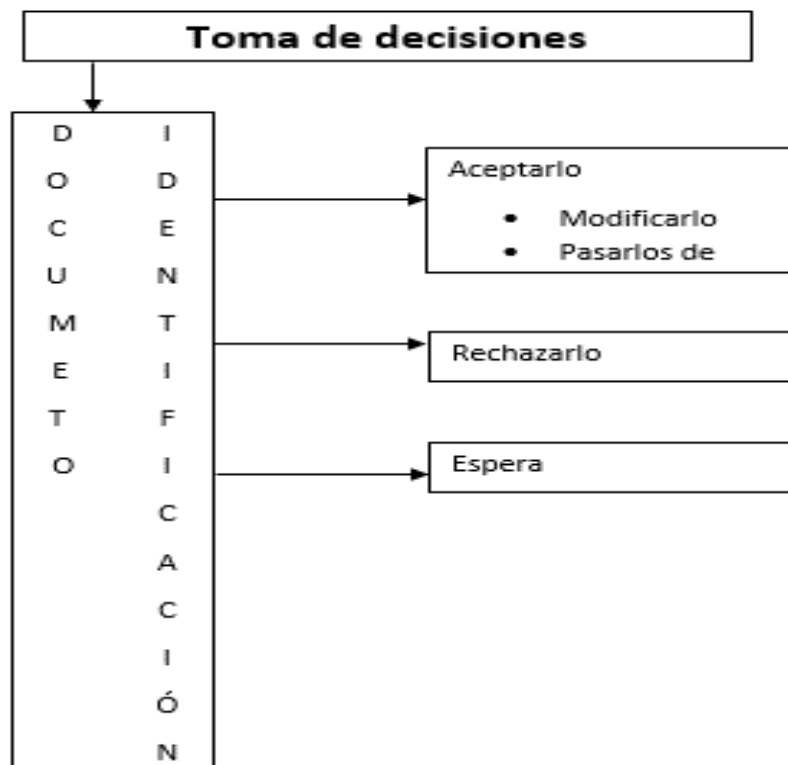 Toma de decisiones
DOCUMETO
IDENTIFICACIÓN
Aceptarlo
• Modificarlo
• Pasarlos de
Rechazarlo
Espera